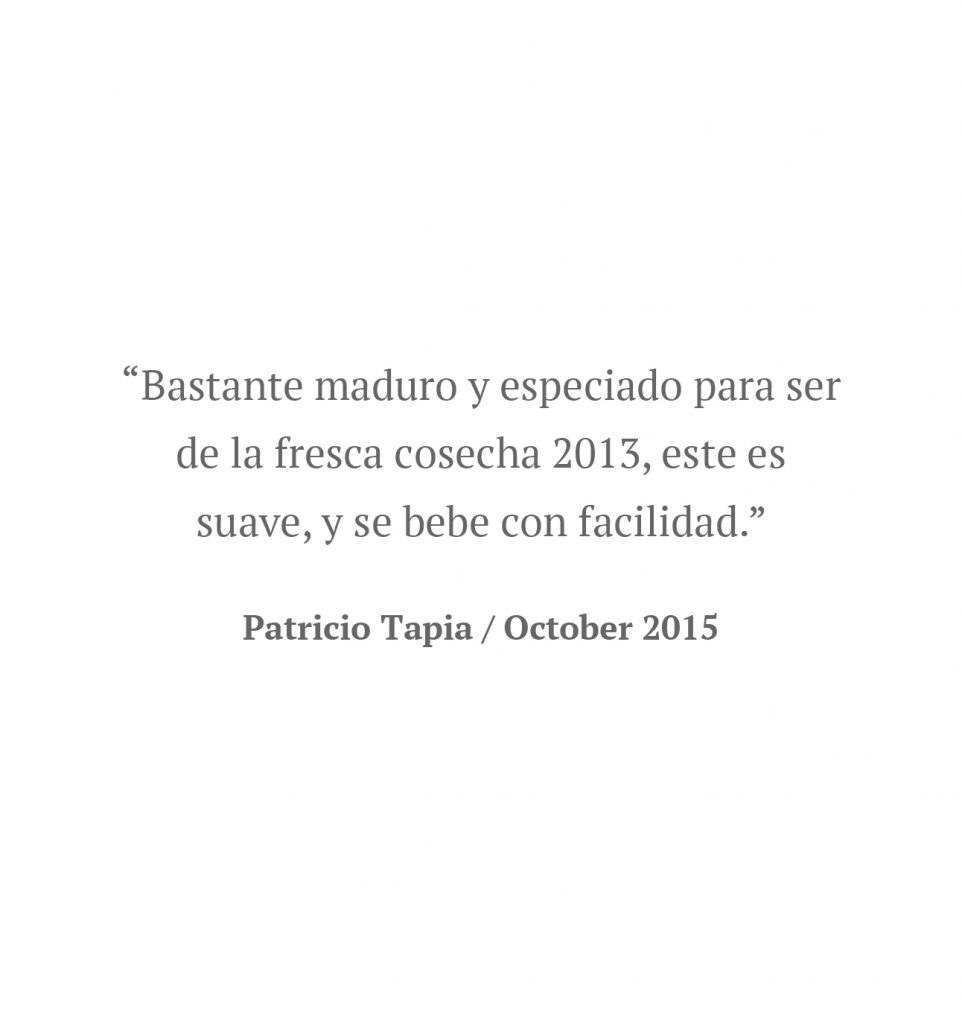 “Bastante maduro y especiado para ser
de la fresca cosecha 2013, este es
suave, y se bebe con facilidad.”
Patricio Tapia / October 2015